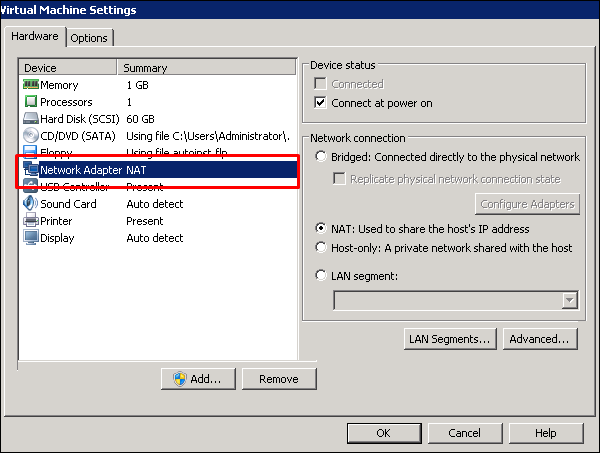 Virtual Machine Settings
Hardware
Options
Device Summary
Memory 1 GB
Processors 1
Hard Disk (SCSI) 60 GB
CD/DVD (SATA) Using file C:\Users\Administrator\.
Floppy Using file autoinst.flp
Network Adapter NAT
USB Controller Present
Sound Card Auto detect
Printer Present
Display Auto detect
Add...
Remove
Device status
Connected
Connect at power on
Network connection
Bridged: Connected directly to the physical network
Replicate physical network connection state
Configure Adapters
NAT: Used to share the host's IP address
Host-only: A private network shared with the host
LAN segment:
LAN Segments...
Advanced...
OK
Cancel
Help